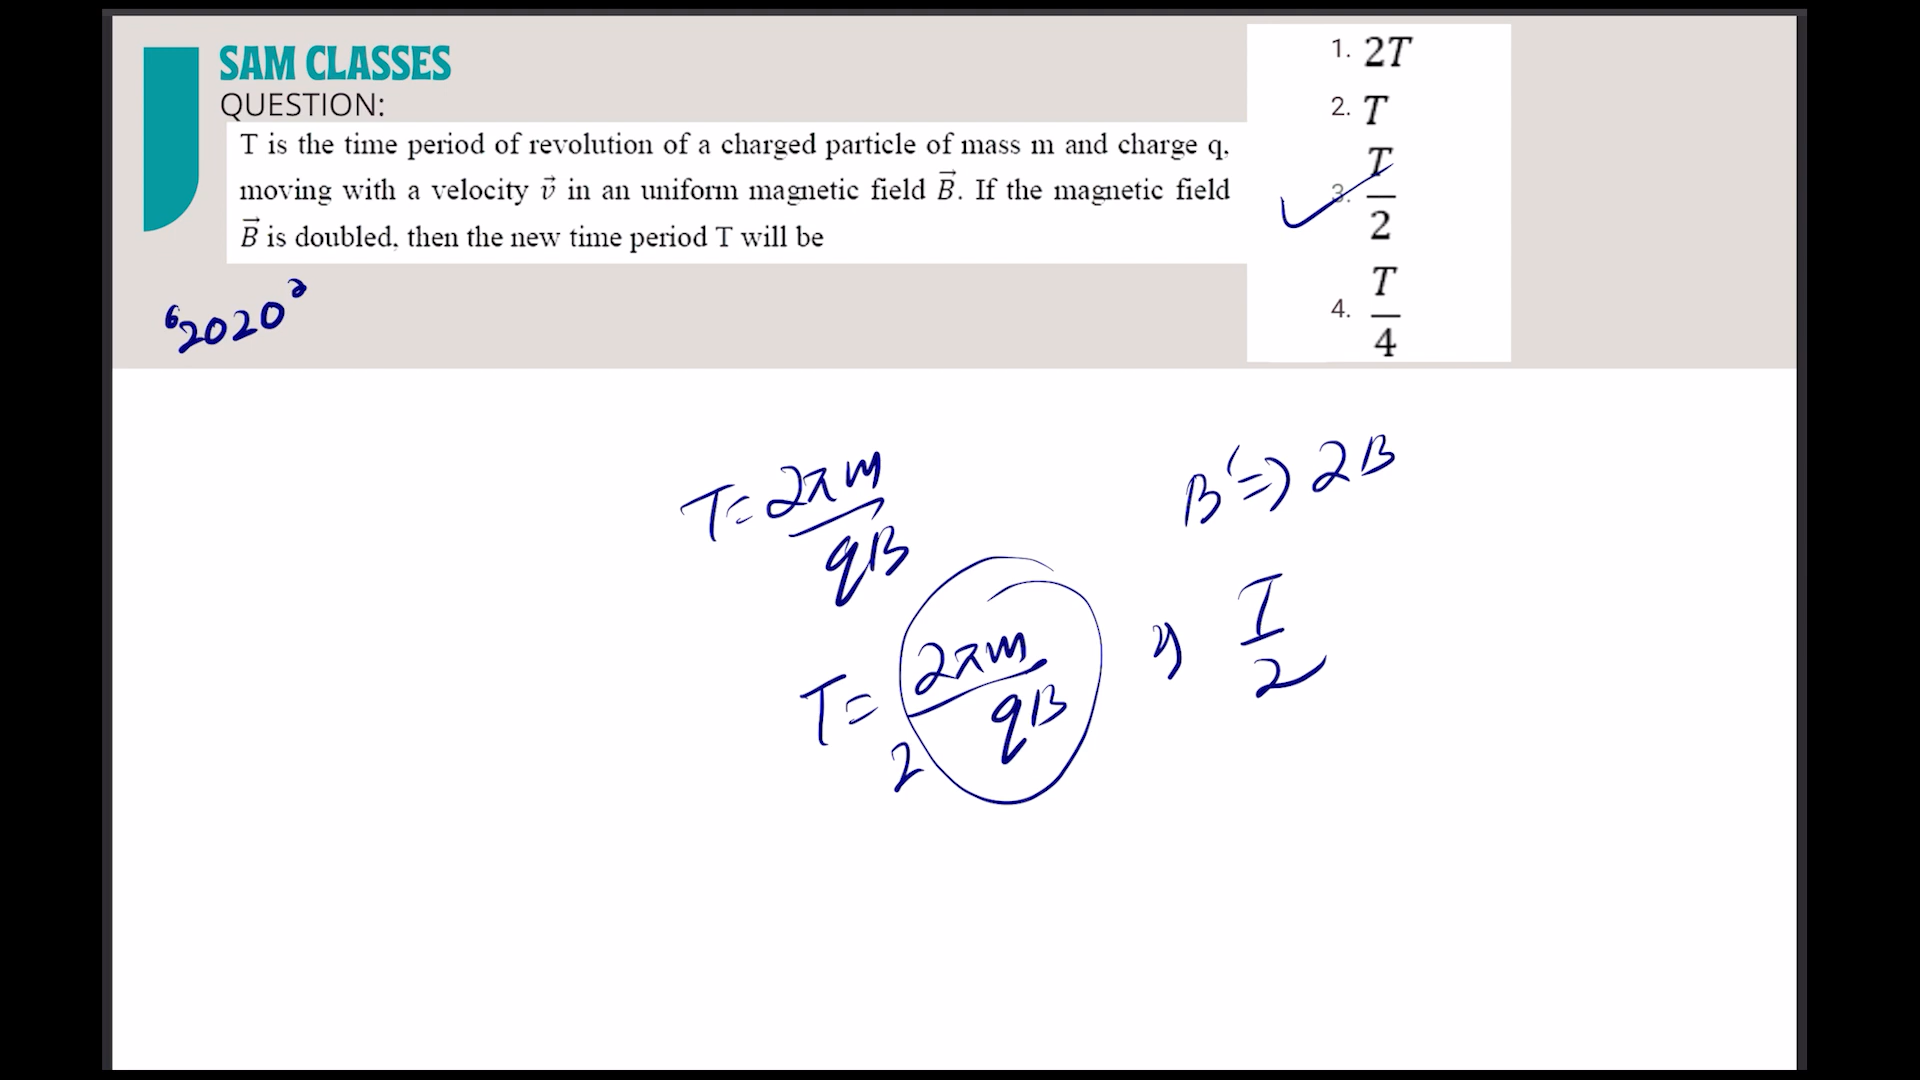 SAM CLASSES
QUESTION:
T is the time period of revolution of a charged particle of mass m and charge q,
moving with a velocity v⃗ in an uniform magnetic field B⃗. If the magnetic field
B⃗ is doubled, then the new time period T will be
1. 2T
2. T
3. T/2
4. T/4
2020
T = 2πm/qB
B' ⇒ 2B
T = 2πm/2qB ⇒ T/2